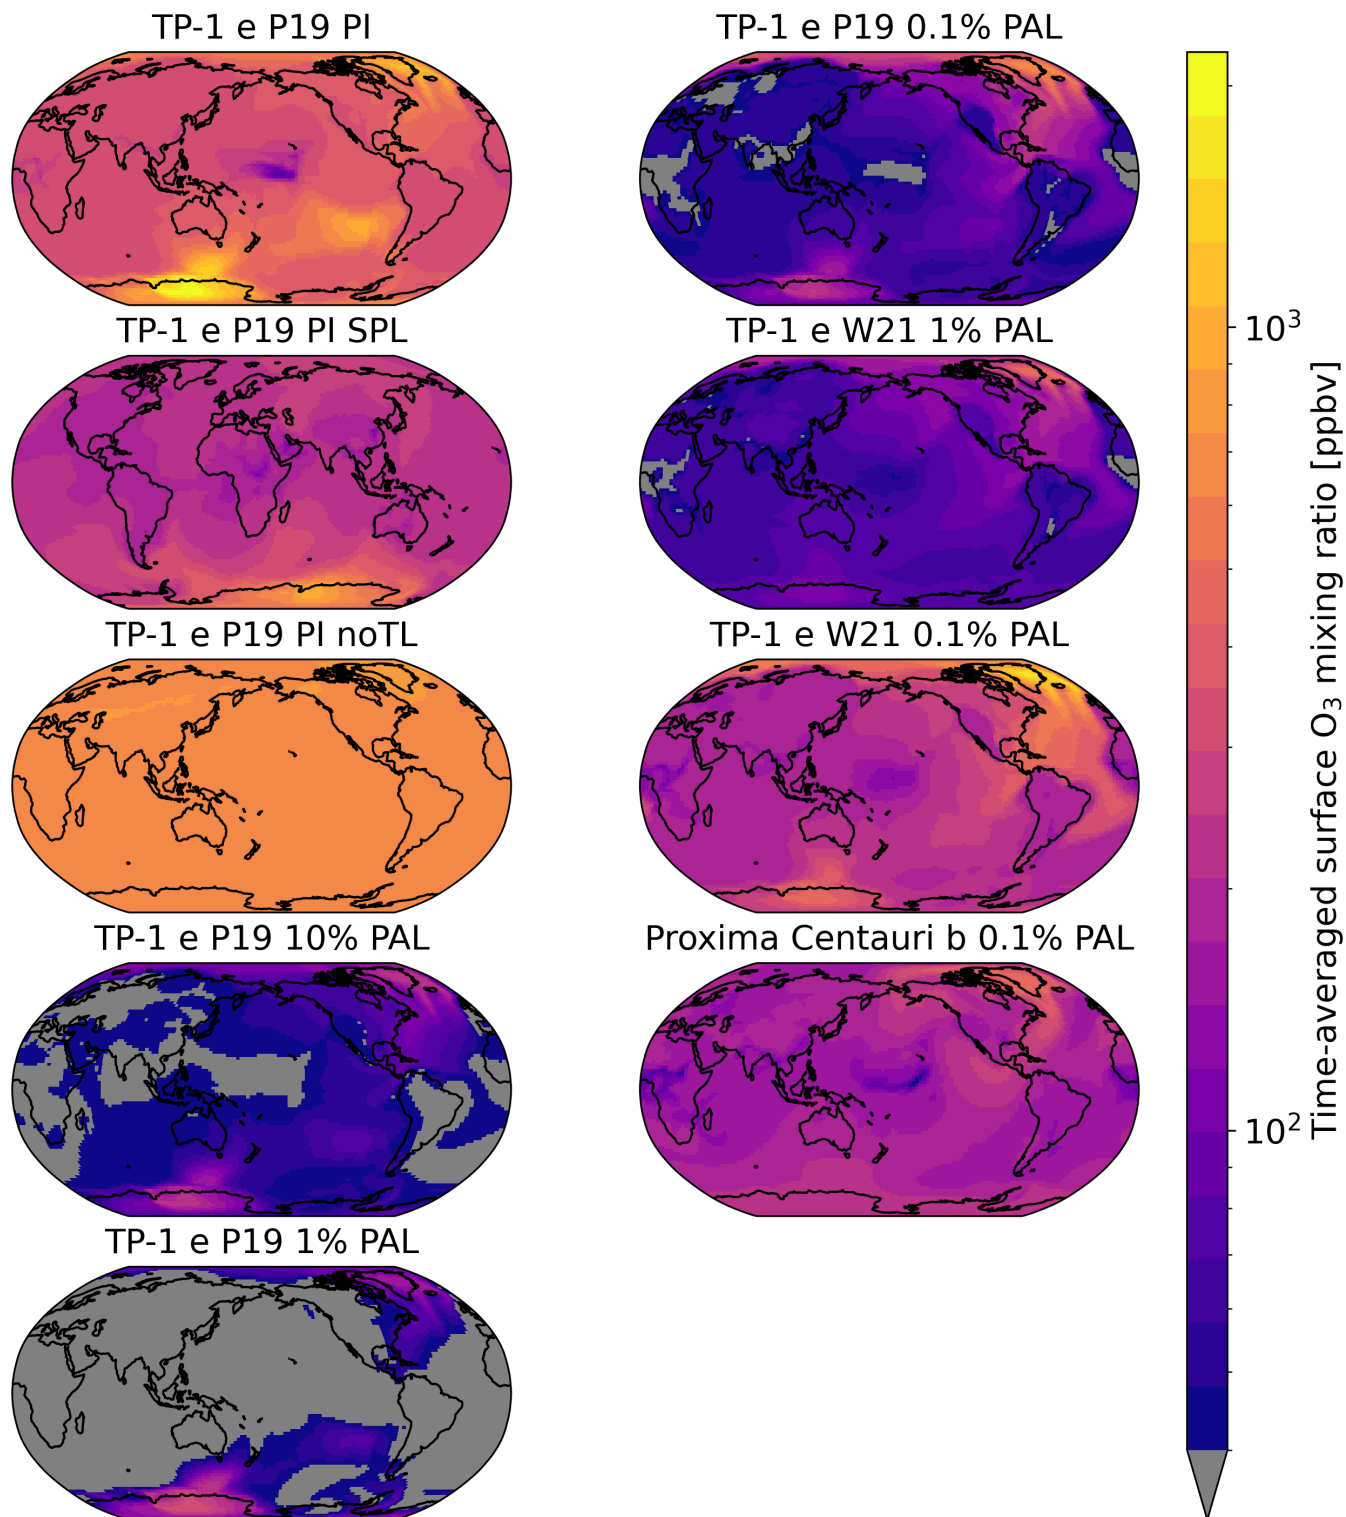 TP-1 e P19 PI
TP-1 e P19 0.1% PAL
TP-1 e P19 PI SPL
TP-1 e W21 1% PAL
TP-1 e P19 PI noTL
TP-1 e W21 0.1% PAL
TP-1 e P19 10% PAL
Proxima Centauri b 0.1% PAL
TP-1 e P19 1% PAL
10³
10²
Time-averaged surface O₃ mixing ratio [ppbv]